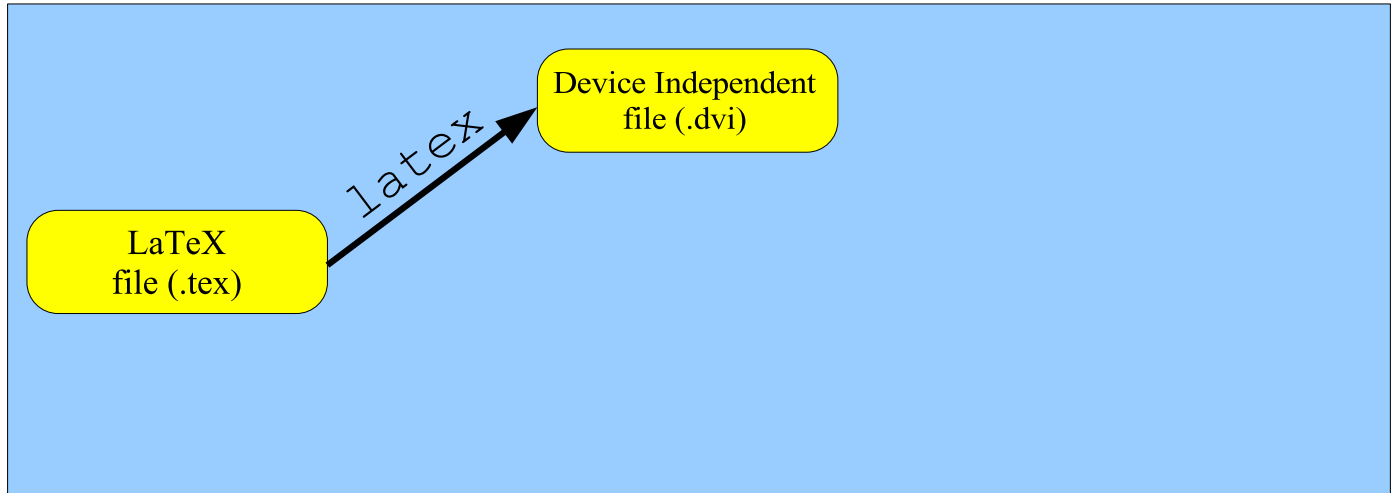 Device Independent
file (.dvi)
latex
LaTeX
file (.tex)